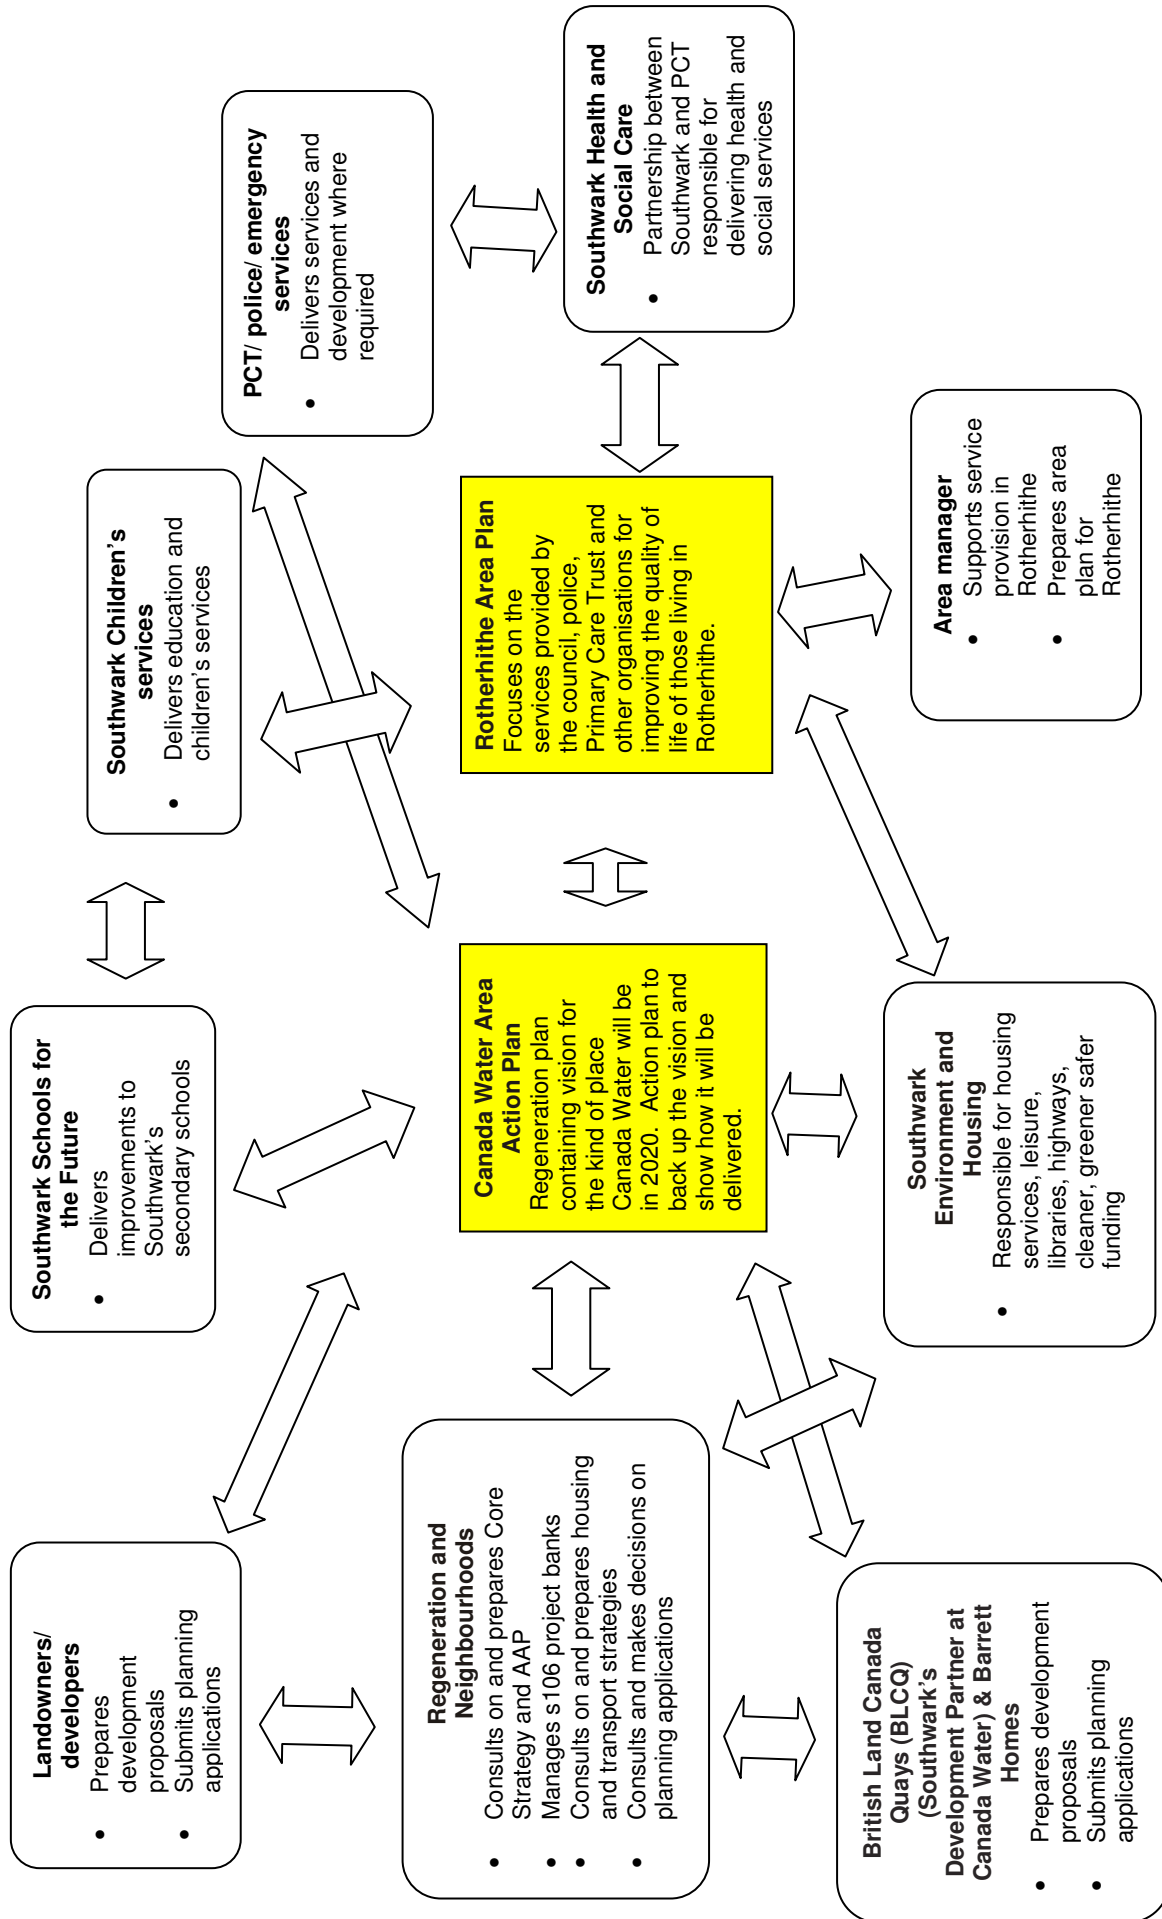 Landowners/
developers
• Prepares
development
proposals
• Submits planning
applications
Southwark Schools for
the Future
• Delivers
improvements to
Southwark's
secondary schools
Southwark Children's
services
• Delivers education and
children's services
PCT/ police/ emergency
services
• Delivers services and
development where
required
Regeneration and
Neighbourhoods
• Consults on and prepares Core
Strategy and AAP
• Manages s106 project banks
• Consults on and prepares housing
and transport strategies
• Consults and makes decisions on
planning applications
Canada Water Area
Action Plan
Regeneration plan
containing vision for
the kind of place
Canada Water will be
in 2020. Action plan to
back up the vision and
show how it will be
delivered.
Rotherhithe Area Plan
Focuses on the
services provided by
the council, police,
Primary Care Trust and
other organisations for
improving the quality of
life of those living in
Rotherhithe.
Southwark Health and
Social Care
• Partnership between
Southwark and PCT
responsible for
delivering health and
social services
British Land Canada
Quays (BLCQ)
(Southwark's
Development Partner at
Canada Water) & Barrett
Homes
• Prepares development
proposals
• Submits planning
applications
Southwark
Environment and
Housing
• Responsible for housing
services, leisure,
libraries, highways,
cleaner, greener safer
funding
Area manager
• Supports service
provision in
Rotherhithe
• Prepares area
plan for
Rotherhithe